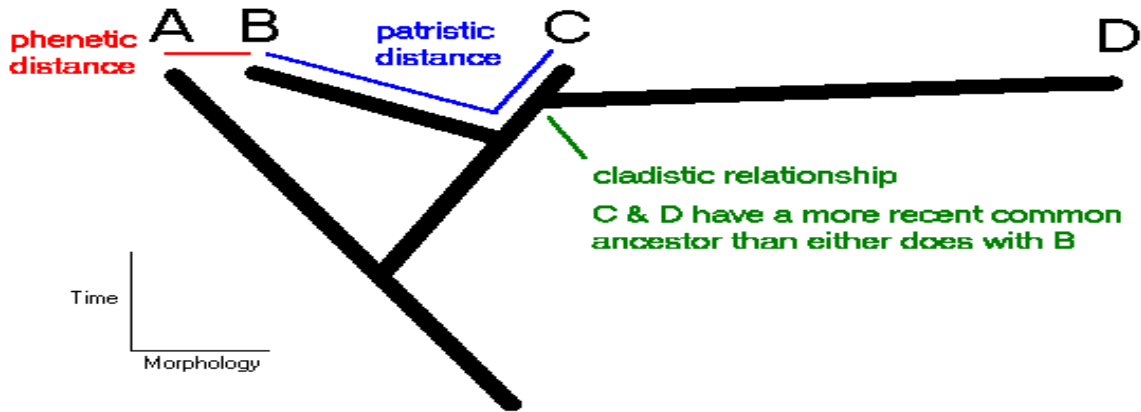 A B C D
phenetic
distance
patristic
distance
cladistic relationship
C & D have a more recent common
ancestor than either does with B
Time
Morphology